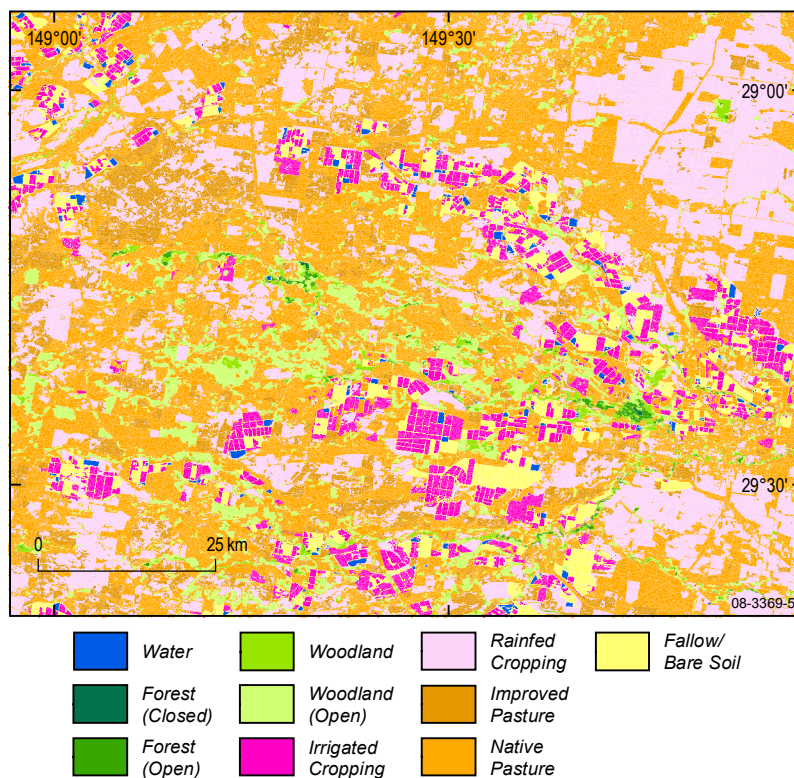 149°00'
149°30'
29°00'
29°30'
0
25 km
08-3369-5
Water
Woodland
Rainfed
Cropping
Fallow/
Bare Soil
Forest
(Closed)
Woodland
(Open)
Improved
Pasture
Forest
(Open)
Irrigated
Cropping
Native
Pasture